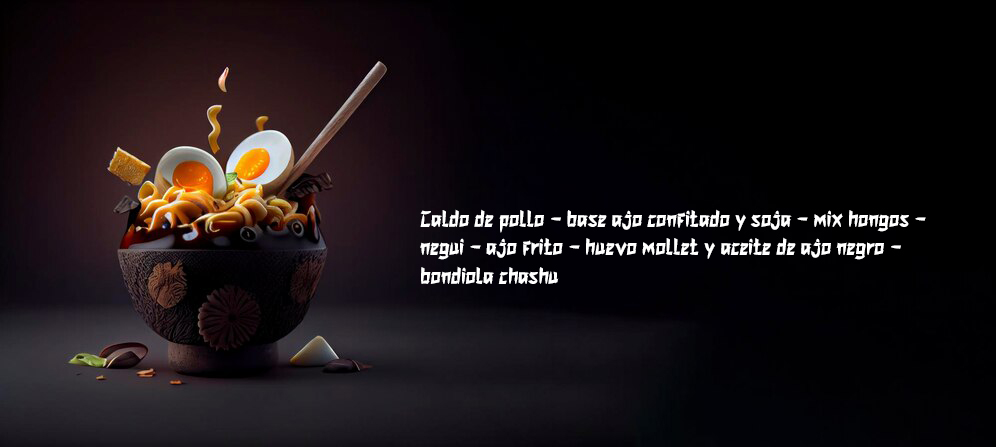 Caldo de pollo - base ajo confitado y soja - mix hongos -
negui - ajo frito - huevo mollet y aceite de ajo negro -
bondiola chashu